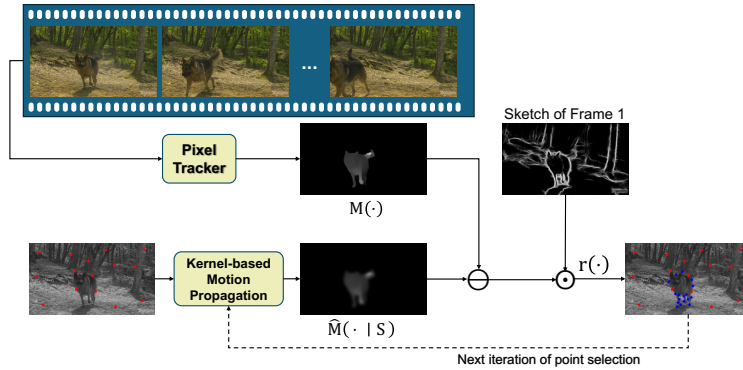 ...
Sketch of Frame 1
Pixel
Tracker
M(·)
Kernel-based
Motion
Propagation
M̂(· | S)
r(·)
Next iteration of point selection